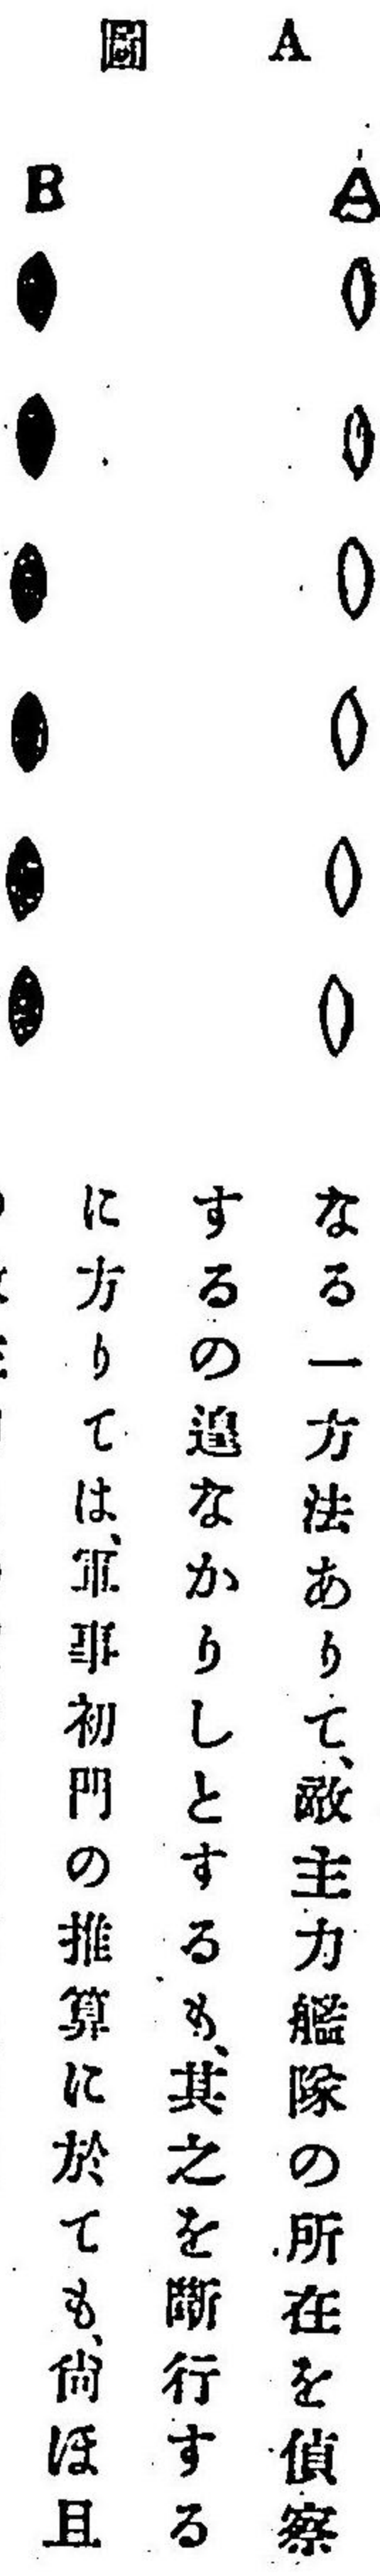 A圖
A
B
なる一方法ありて、敵主力艦隊の所在を偵察
するの遑なかりしとするも、其之を斷行する
に方りては、軍事初門の推算に於ても、尙ほ且